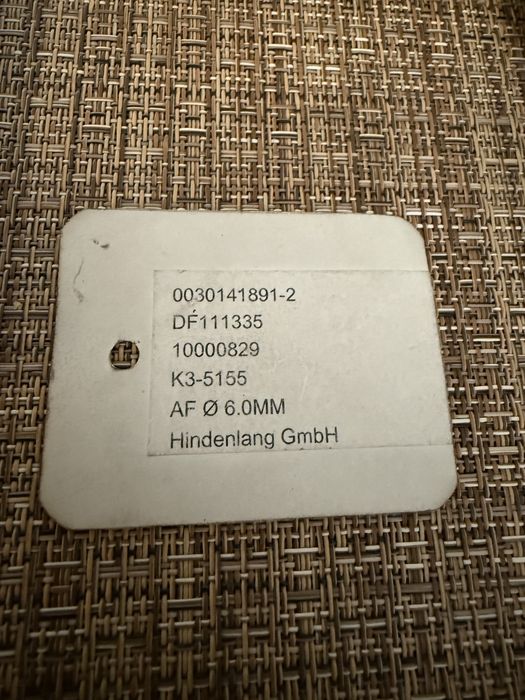 0030141891-2
DF111335
10000829
K3-5155
AF Ø 6.0MM
Hindenlang GmbH